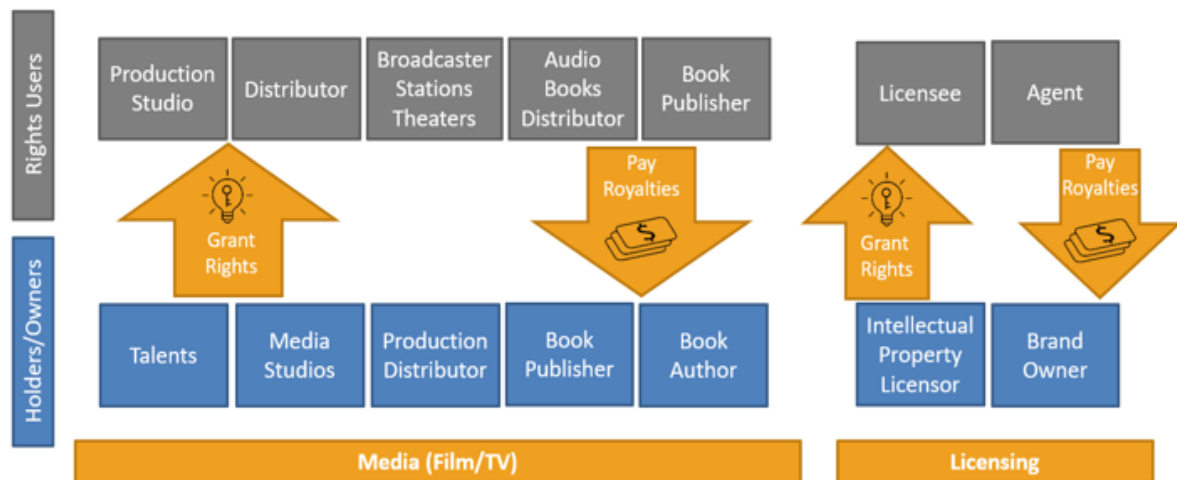 Rights Users
Production
Studio
Distributor
Broadcaster
Stations
Theaters
Audio
Books
Distributor
Book
Publisher
Licensee
Agent
Grant
Rights
Pay
Royalties
$
Grant
Rights
Pay
Royalties
$
Holders/Owners
Talents
Media
Studios
Production
Distributor
Book
Publisher
Book
Author
Intellectual
Property
Licensor
Brand
Owner
Media (Film/TV)
Licensing